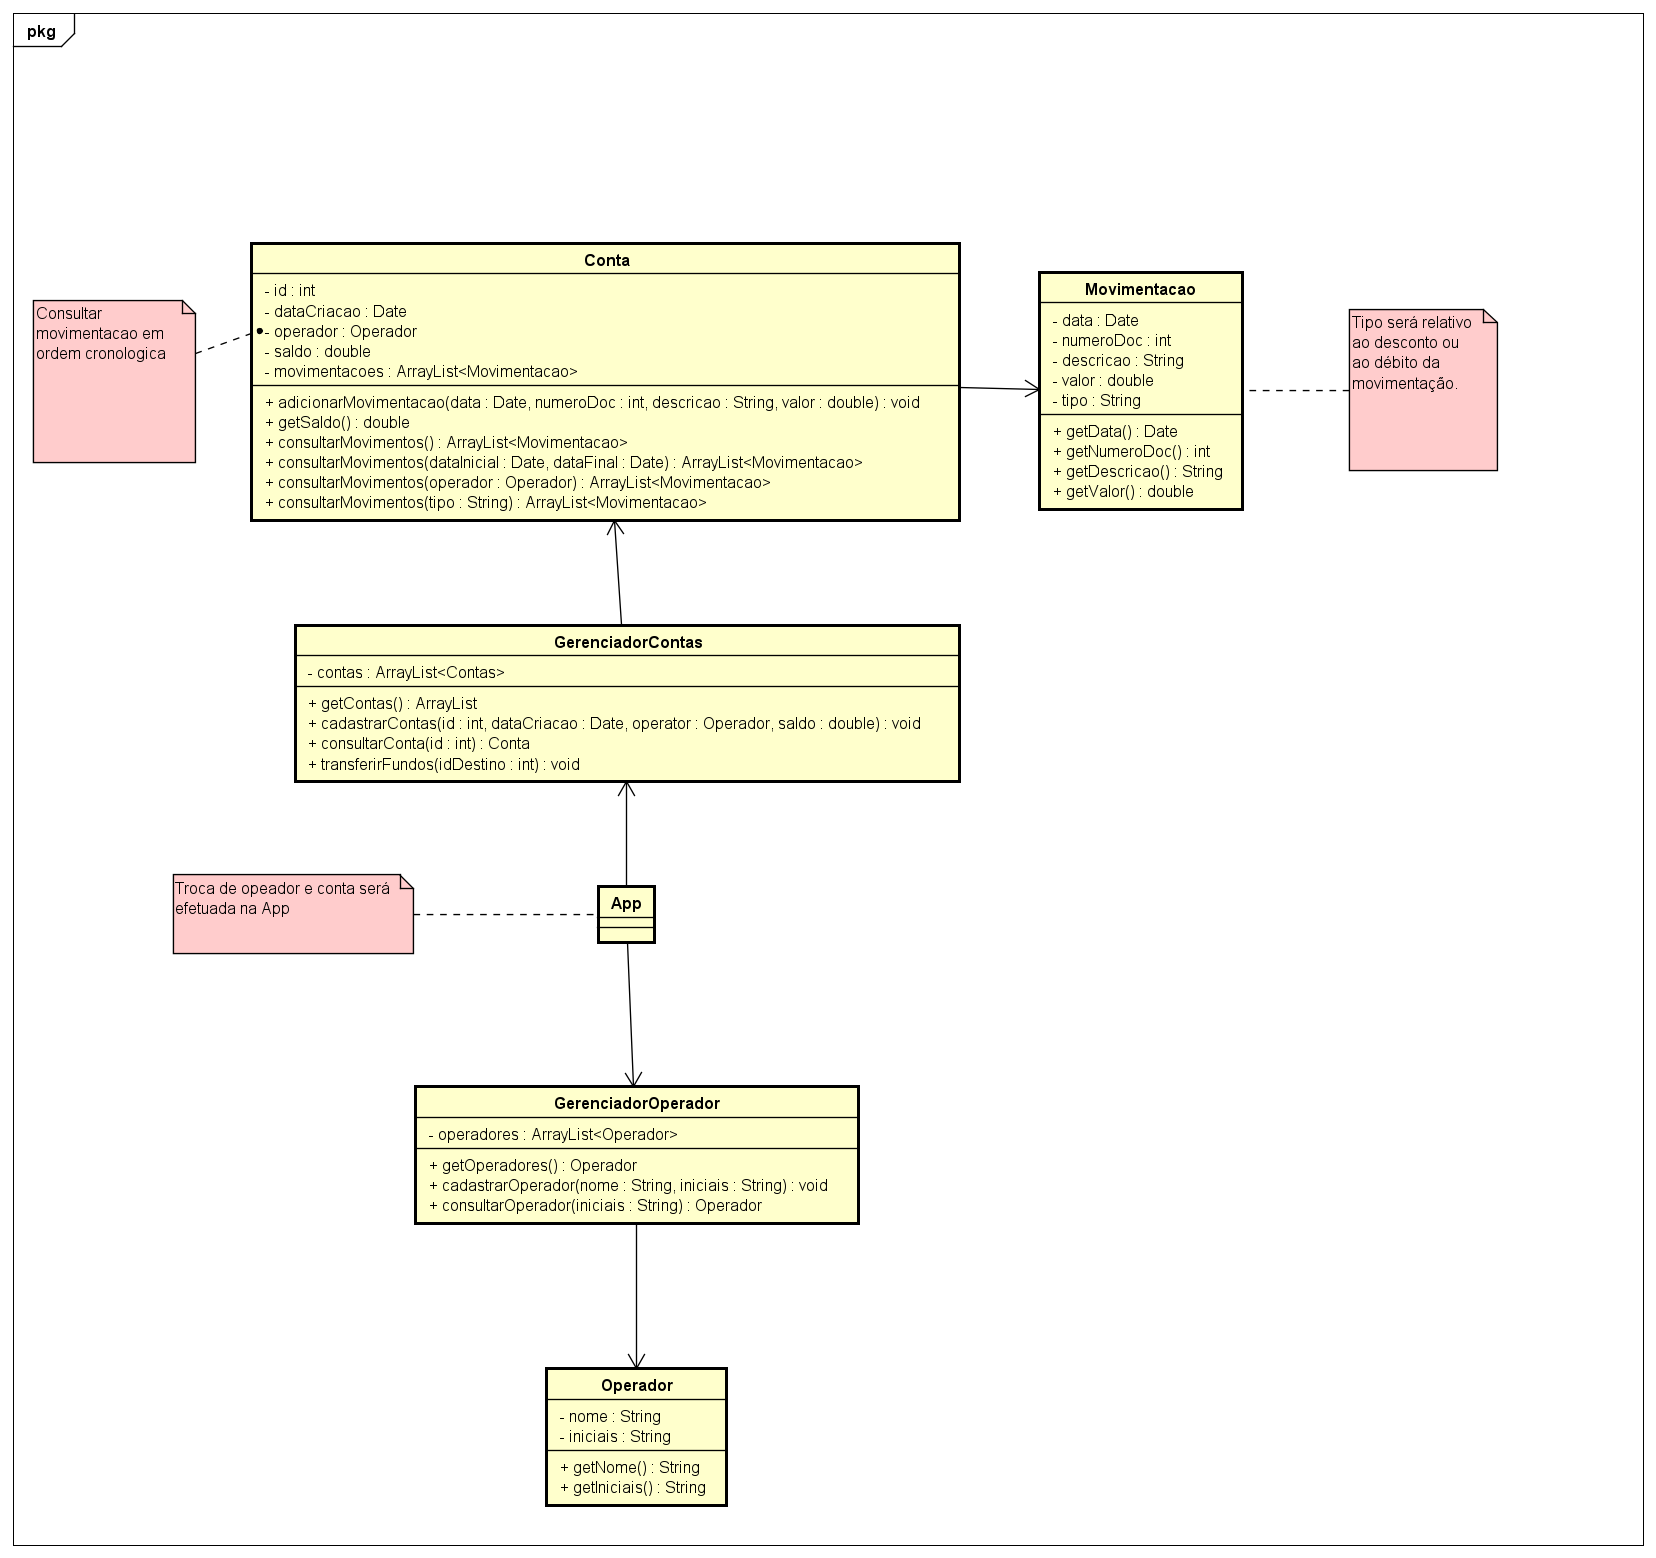 pkg
Conta
- id : int
- dataCriacao : Date
- operador : Operador
- saldo : double
- movimentacoes : ArrayList<Movimentacao>
+ adicionarMovimentacao(data : Date, numeroDoc : int, descricao : String, valor : double) : void
+ getSaldo() : double
+ consultarMovimentos() : ArrayList<Movimentacao>
+ consultarMovimentos(dataInicial : Date, dataFinal : Date) : ArrayList<Movimentacao>
+ consultarMovimentos(operador : Operador) : ArrayList<Movimentacao>
+ consultarMovimentos(tipo : String) : ArrayList<Movimentacao>
Consultar
movimentacao em
ordem cronologica
Movimentacao
- data : Date
- numeroDoc : int
- descricao : String
- valor : double
- tipo : String
+ getData() : Date
+ getNumeroDoc() : int
+ getDescricao() : String
+ getValor() : double
Tipo será relativo
ao desconto ou
ao débito da
movimentação.
GerenciadorContas
- contas : ArrayList<Contas>
+ getContas() : ArrayList
+ cadastrarContas(id : int, dataCriacao : Date, operator : Operador, saldo : double) : void
+ consultarConta(id : int) : Conta
+ transferirFundos(idDestino : int) : void
Troca de opeador e conta será
efetuada na App
App
GerenciadorOperador
- operadores : ArrayList<Operador>
+ getOperadores() : Operador
+ cadastrarOperador(nome : String, iniciais : String) : void
+ consultarOperador(iniciais : String) : Operador
Operador
- nome : String
- iniciais : String
+ getNome() : String
+ getIniciais() : String